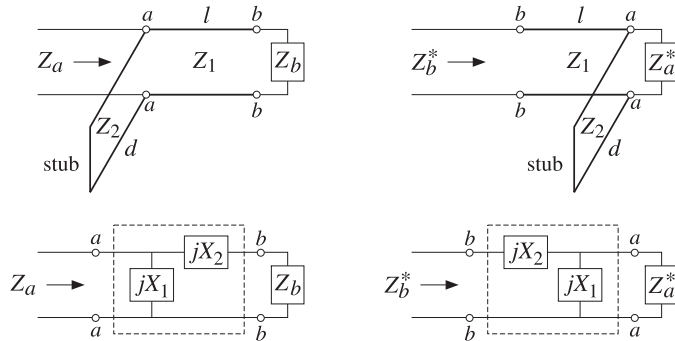 a l b a b l a
Z_a Z_1 Z_b Z_b^* Z_1 Z_a^*
a b b a
Z_2 Z_2
stub d stub d
a b b a
jX_2 jX_2
Z_a jX_1 Z_b Z_b^* jX_1 Z_a^*
a b b a